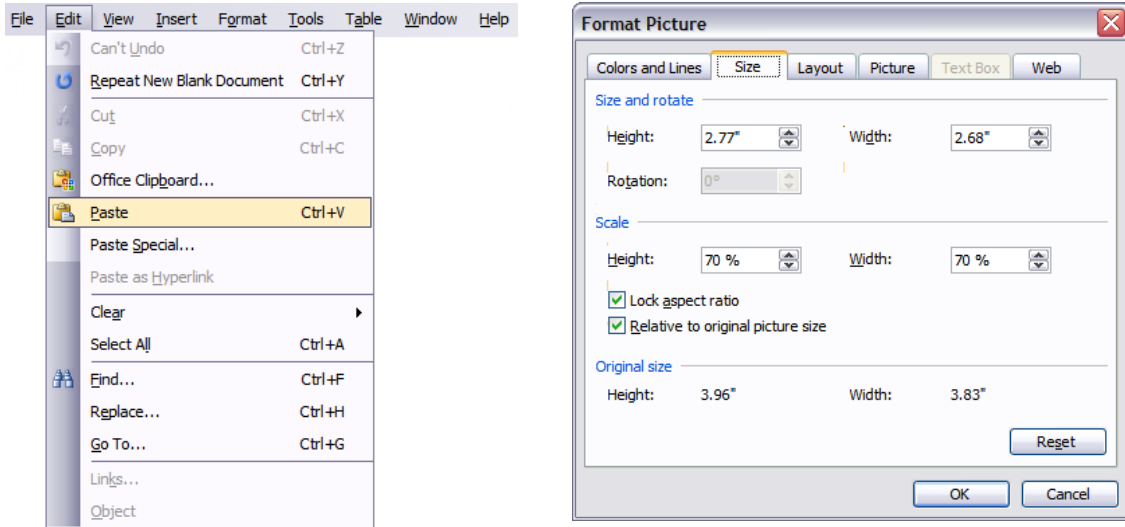 File Edit View Insert Format Tools Table Window Help
Can't Undo Ctrl+Z
Repeat New Blank Document Ctrl+Y
Cut Ctrl+X
Copy Ctrl+C
Office Clipboard...
Paste Ctrl+V
Paste Special...
Paste as Hyperlink
Clear
Select All Ctrl+A
Find... Ctrl+F
Replace... Ctrl+H
Go To... Ctrl+G
Links...
Object
Format Picture
Colors and Lines Size Layout Picture Text Box Web
Size and rotate
Height: 2.77" Width: 2.68"
Rotation: 0°
Scale
Height: 70 % Width: 70 %
Lock aspect ratio
Relative to original picture size
Original size
Height: 3.96" Width: 3.83"
Reset
OK Cancel